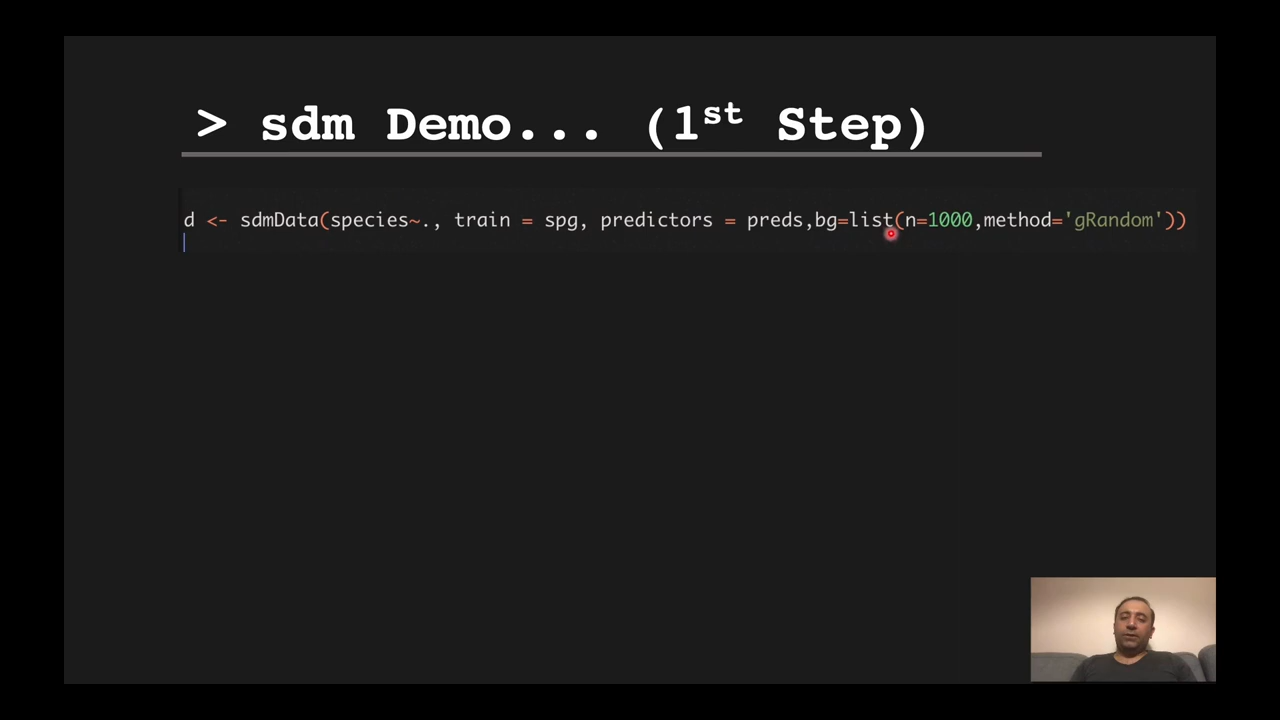 > sdm Demo... (1st Step)
d <- sdmData(species~., train = spg, predictors = preds,bg=list(n=1000,method='gRandom'))